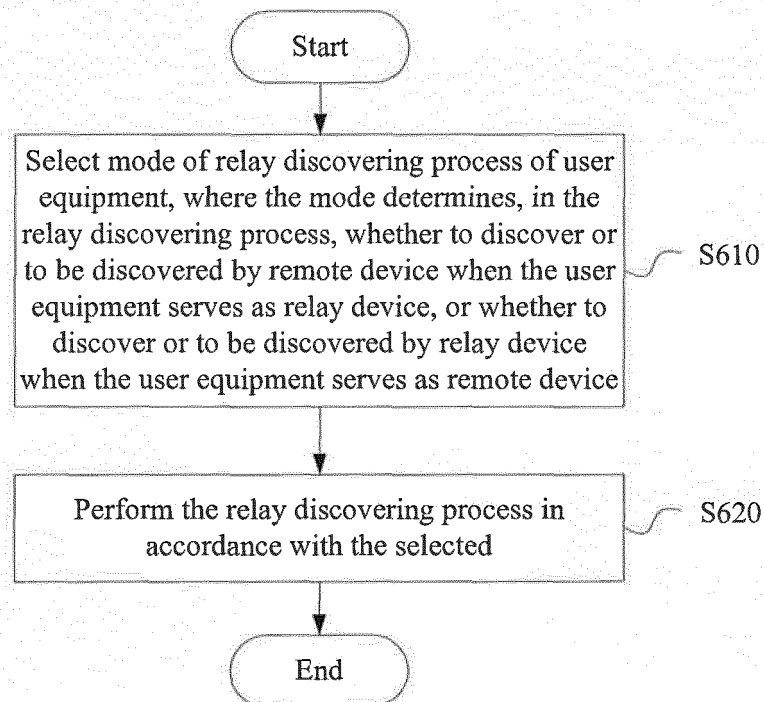 Start
Select mode of relay discovering process of user
equipment, where the mode determines, in the
relay discovering process, whether to discover or
to be discovered by remote device when the user
equipment serves as relay device, or whether to
discover or to be discovered by relay device
when the user equipment serves as remote device
S610
Perform the relay discovering process in
accordance with the selected
S620
End